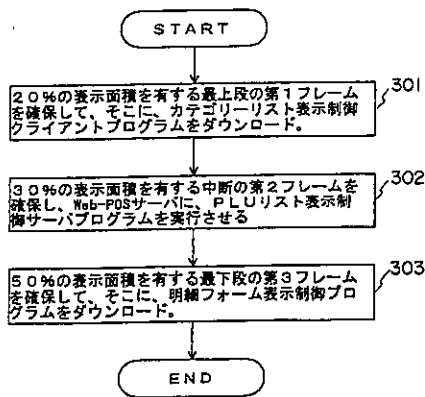 START
20%の表示面積を有する最上段の第1フレーム
を確保して、そこに、カテゴリーリスト表示制御
クライアントプログラムをダウンロード。
301
30%の表示面積を有する中断の第2フレームを
確保し、Web-POSサーバに、PLUリスト表示制
御サーバプログラムを実行させる
302
50%の表示面積を有する最下段の第3フレーム
を確保して、そこに、明細フォーム表示制御プロ
グラムをダウンロード。
303
END